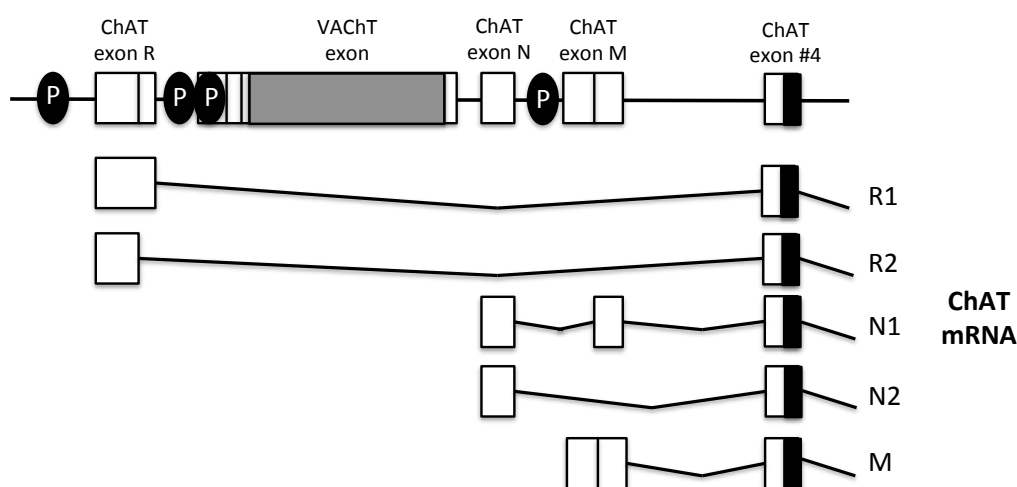 ChAT
exon R
VAChT
exon
ChAT
exon N
ChAT
exon M
ChAT
exon #4
P
P
P
P
R1
R2
N1
N2
M
ChAT
mRNA